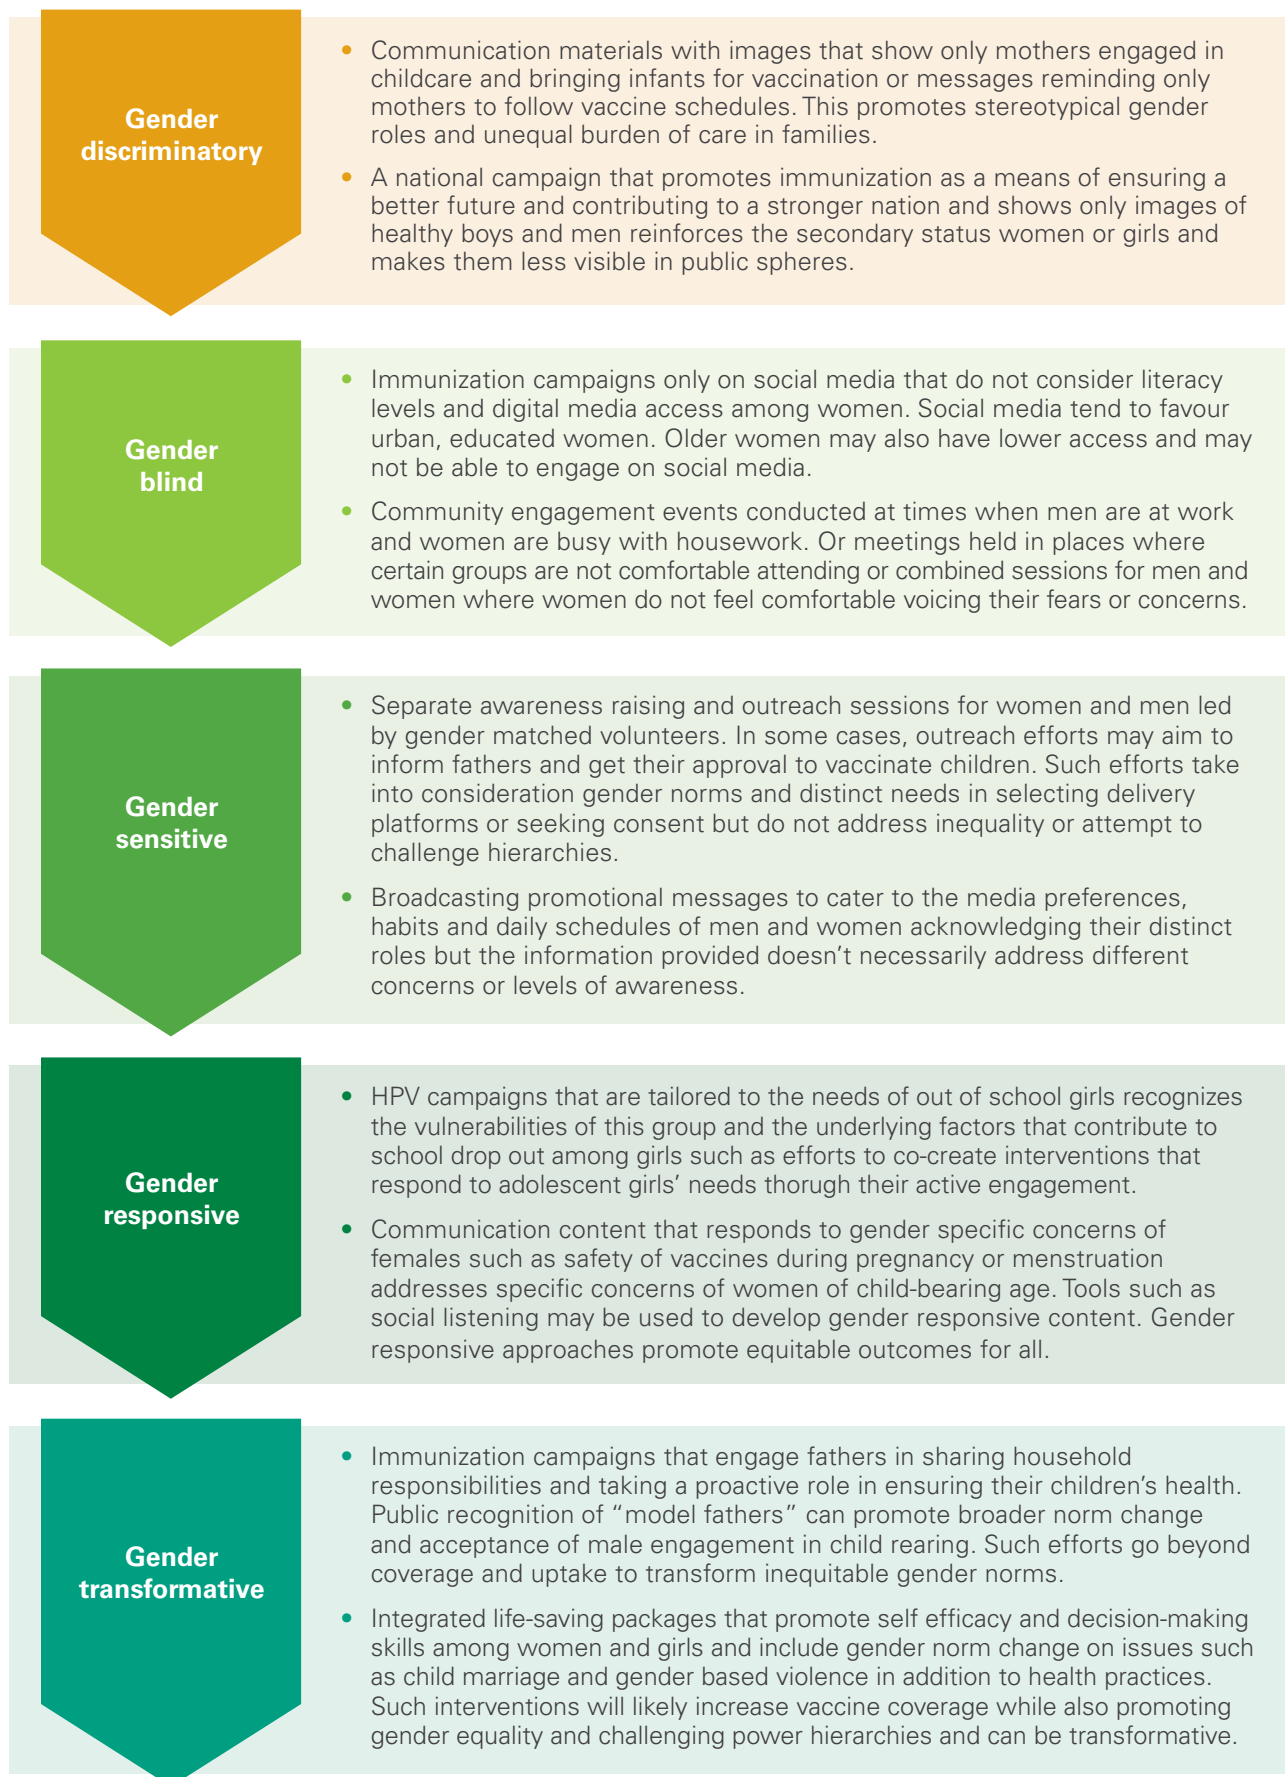 Gender
discriminatory
• Communication materials with images that show only mothers engaged in
childcare and bringing infants for vaccination or messages reminding only
mothers to follow vaccine schedules. This promotes stereotypical gender
roles and unequal burden of care in families.
• A national campaign that promotes immunization as a means of ensuring a
better future and contributing to a stronger nation and shows only images of
healthy boys and men reinforces the secondary status women or girls and
makes them less visible in public spheres.
Gender
blind
• Immunization campaigns only on social media that do not consider literacy
levels and digital media access among women. Social media tend to favour
urban, educated women. Older women may also have lower access and may
not be able to engage on social media.
• Community engagement events conducted at times when men are at work
and women are busy with housework. Or meetings held in places where
certain groups are not comfortable attending or combined sessions for men and
women where women do not feel comfortable voicing their fears or concerns.
Gender
sensitive
• Separate awareness raising and outreach sessions for women and men led
by gender matched volunteers. In some cases, outreach efforts may aim to
inform fathers and get their approval to vaccinate children. Such efforts take
into consideration gender norms and distinct needs in selecting delivery
platforms or seeking consent but do not address inequality or attempt to
challenge hierarchies.
• Broadcasting promotional messages to cater to the media preferences,
habits and daily schedules of men and women acknowledging their distinct
roles but the information provided doesn't necessarily address different
concerns or levels of awareness.
Gender
responsive
• HPV campaigns that are tailored to the needs of out of school girls recognizes
the vulnerabilities of this group and the underlying factors that contribute to
school drop out among girls such as efforts to co-create interventions that
respond to adolescent girls' needs thorugh their active engagement.
• Communication content that responds to gender specific concerns of
females such as safety of vaccines during pregnancy or menstruation
addresses specific concerns of women of child-bearing age. Tools such as
social listening may be used to develop gender responsive content. Gender
responsive approaches promote equitable outcomes for all.
Gender
transformative
• Immunization campaigns that engage fathers in sharing household
responsibilities and taking a proactive role in ensuring their children's health.
Public recognition of "model fathers" can promote broader norm change
and acceptance of male engagement in child rearing. Such efforts go beyond
coverage and uptake to transform inequitable gender norms.
• Integrated life-saving packages that promote self efficacy and decision-making
skills among women and girls and include gender norm change on issues such
as child marriage and gender based violence in addition to health practices.
Such interventions will likely increase vaccine coverage while also promoting
gender equality and challenging power hierarchies and can be transformative.